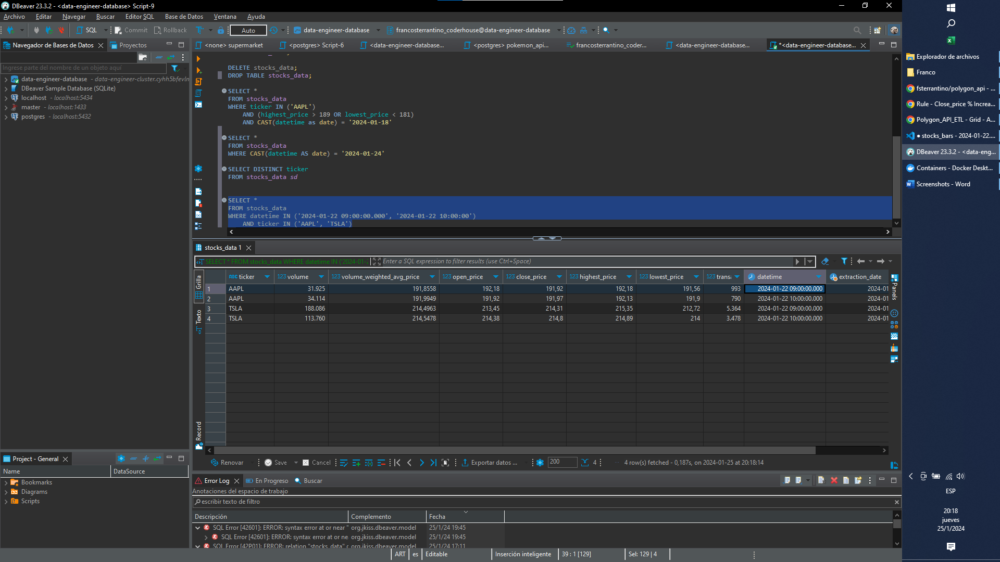 DBeaver 23.3.2 - <data-engineer-database> Script-9
Archivo Editar Navegar Buscar Editor SQL Base de Datos Ventana Ayuda
SQL Commit Rollback Auto data-engineer-database francosterrantino_coderhouse@data-engineer-database
Navegador de Bases de Datos Proyectos
Ingrese parte del nombre de un objeto aquí
data-engineer-database - data-engineer-cluster.cyhh5bfevln
DBeaver Sample Database (SQLite)
localhost - localhost:5434
master - localhost:1433
postgres - localhost:5432
<none> supermarket <postgres> Script-6 <data-engineer-database... <postgres> pokemon_api... francosterrantino_coder... <data-engineer-database... *<data-engineer-database...
DELETE stocks_data;
DROP TABLE stocks_data;
SELECT *
FROM stocks_data
WHERE ticker IN ('AAPL')
AND (highest_price > 189 OR lowest_price < 181)
AND CAST(datetime as date) = '2024-01-18'
SELECT *
FROM stocks_data
WHERE CAST(datetime AS date) = '2024-01-24'
SELECT DISTINCT ticker
FROM stocks_data sd
SELECT *
FROM stocks_data
WHERE datetime IN ('2024-01-22 09:00:00.000', '2024-01-22 10:00:00')
AND ticker IN ('AAPL', 'TSLA')
stocks_data 1
SELECT * FROM stocks_data WHERE datetime IN ('2024-01- Enter a SQL expression to filter results (use Ctrl+Space)
Grilla
Texto
Record
Panels
ABC ticker 123 volume 123 volume_weighted_avg_price 123 open_price 123 close_price 123 highest_price 123 lowest_price 123 trans datetime extraction_date
1 AAPL 31.925 191,8558 192,18 191,92 192,18 191,56 993 2024-01-22 09:00:00.000 2024-01
2 AAPL 34.114 191,9949 191,92 191,97 192,13 191,9 790 2024-01-22 10:00:00.000 2024-01
3 TSLA 188.086 214,4963 213,45 214,31 215,35 212,72 5.364 2024-01-22 09:00:00.000 2024-01
4 TSLA 113.760 214,5478 214,38 214,8 214,89 214 3.478 2024-01-22 10:00:00.000 2024-01
Renovar Save Cancel Exportar datos ... 200 4 4 row(s) fetched - 0,187s, on 2024-01-25 at 20:18:14
Project - General
Name DataSource
Bookmarks
Diagrams
Scripts
Error Log En Progreso Buscar
Anotaciones del espacio de trabajo
escribir texto de filtro
Descripción Complemento Fecha
SQL Error [42601]: ERROR: syntax error at or near " org.jkiss.dbeaver.model 25/1/24 19:45
SQL Error [42601]: ERROR: syntax error at or ne org.jkiss.dbeaver.model 25/1/24 19:45
SQL Error [42P01]: ERROR: relation "stocks_data" org.jkiss.dbeaver.model 25/1/24 17:11
ART es Editable Inserción inteligente 39 : 1 [129] Sel: 129 | 4
Explorador de archivos
Franco
fsterrantino/polygon_api - ...
Rule - Close_price % Increa...
Polygon_API_ETL - Grid - A...
● stocks_bars - 2024-01-22....
DBeaver 23.3.2 - <data-eng...
Containers - Docker Deskt...
Screenshots - Word
ESP
20:18
jueves
25/1/2024